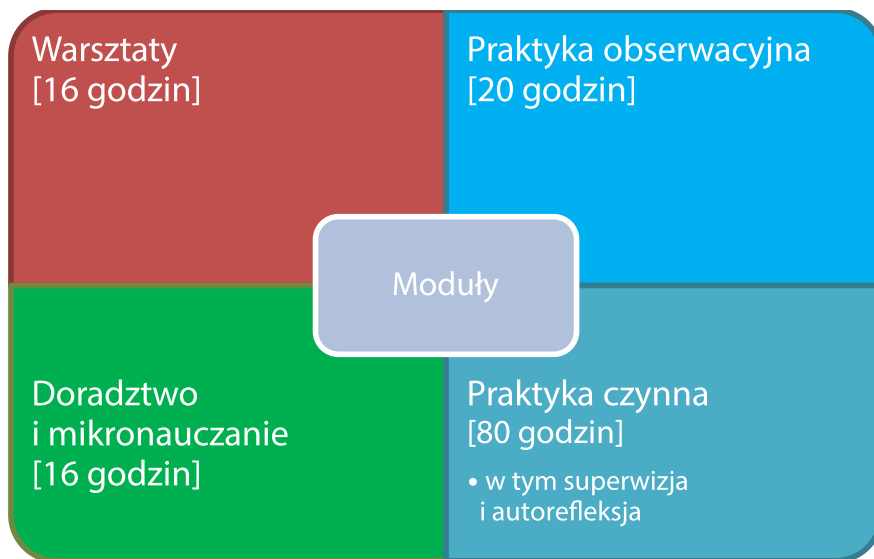 Warsztaty
[16 godzin]
Praktyka obserwacyjna
[20 godzin]
Moduły
Doradztwo
i mikronauczanie
[16 godzin]
Praktyka czynna
[80 godzin]
• w tym superwizja
i autorefleksja